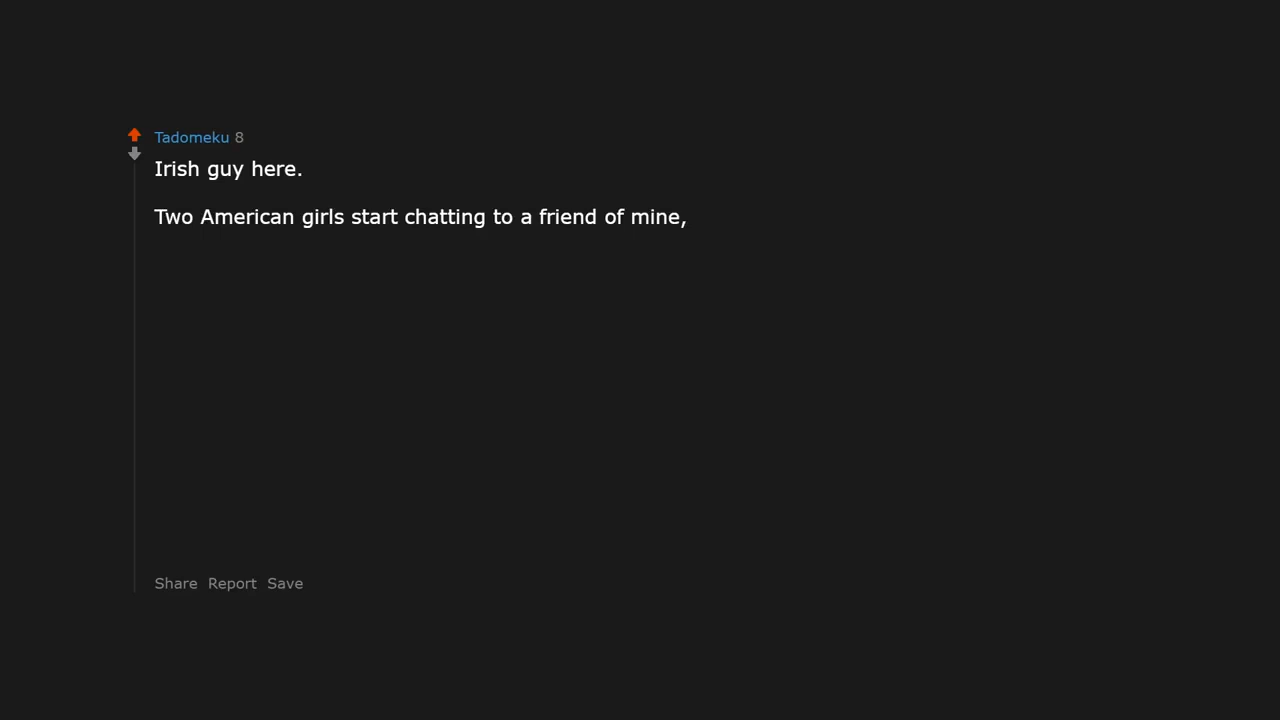 Tadomeku 8
Irish guy here.
Two American girls start chatting to a friend of mine,
Share Report Save